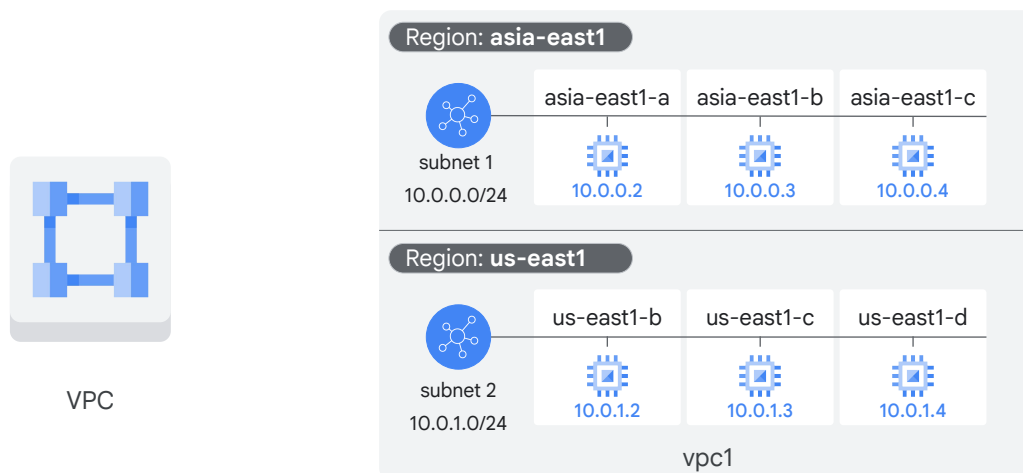 Region: asia-east1
asia-east1-a asia-east1-b asia-east1-c
subnet 1
10.0.0.0/24
10.0.0.2 10.0.0.3 10.0.0.4
Region: us-east1
us-east1-b us-east1-c us-east1-d
subnet 2
10.0.1.0/24
10.0.1.2 10.0.1.3 10.0.1.4
VPC
vpc1